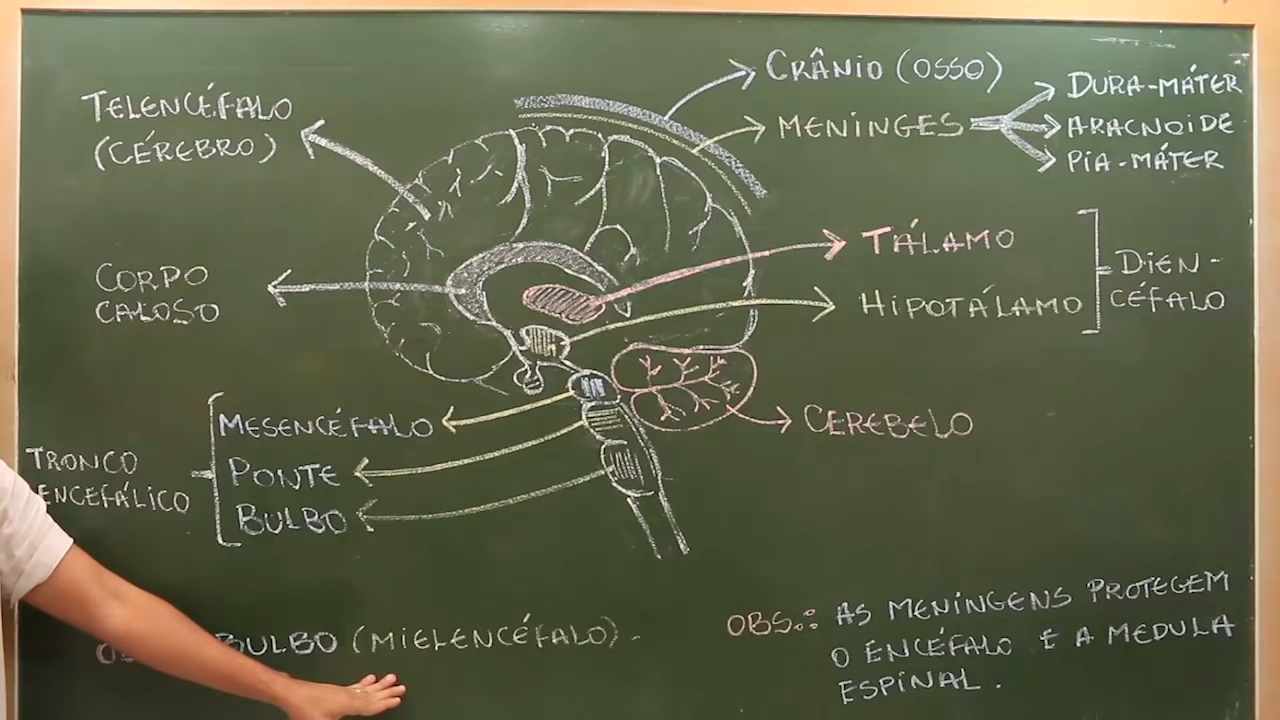 TELENCÉFALO
(CÉREBRO)
CRÂNIO (OSSO)
MENINGES
DURA-MÁTER
ARACNOIDE
PIA-MÁTER
CORPO
CALOSO
TÁLAMO
HIPOTÁLAMO
DIEN-
CÉFALO
MESENCÉFALO
PONTE
BULBO
TRONCO
ENCEFÁLICO
CEREBELO
BULBO (MIELENCÉFALO).
OBS.: AS MENINGENS PROTEGEM
O ENCÉFALO E A MEDULA
ESPINAL.